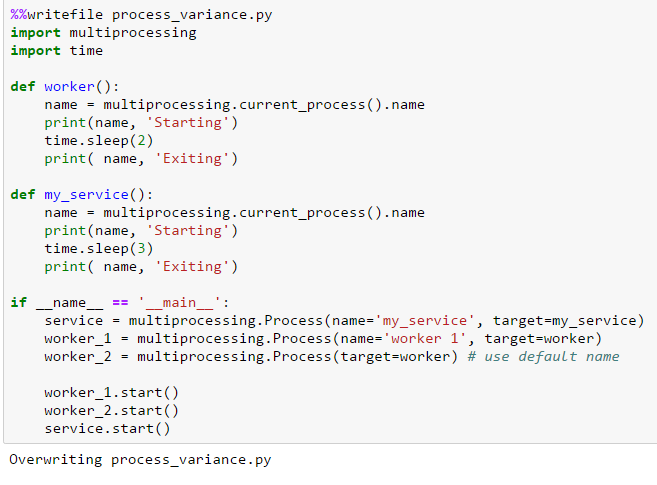 %%writefile process_variance.py
import multiprocessing
import time

def worker():
    name = multiprocessing.current_process().name
    print(name, 'Starting')
    time.sleep(2)
    print( name, 'Exiting')

def my_service():
    name = multiprocessing.current_process().name
    print(name, 'Starting')
    time.sleep(3)
    print( name, 'Exiting')

if __name__ == '__main__':
    service = multiprocessing.Process(name='my_service', target=my_service)
    worker_1 = multiprocessing.Process(name='worker 1', target=worker)
    worker_2 = multiprocessing.Process(target=worker) # use default name

    worker_1.start()
    worker_2.start()
    service.start()
Overwriting process_variance.py